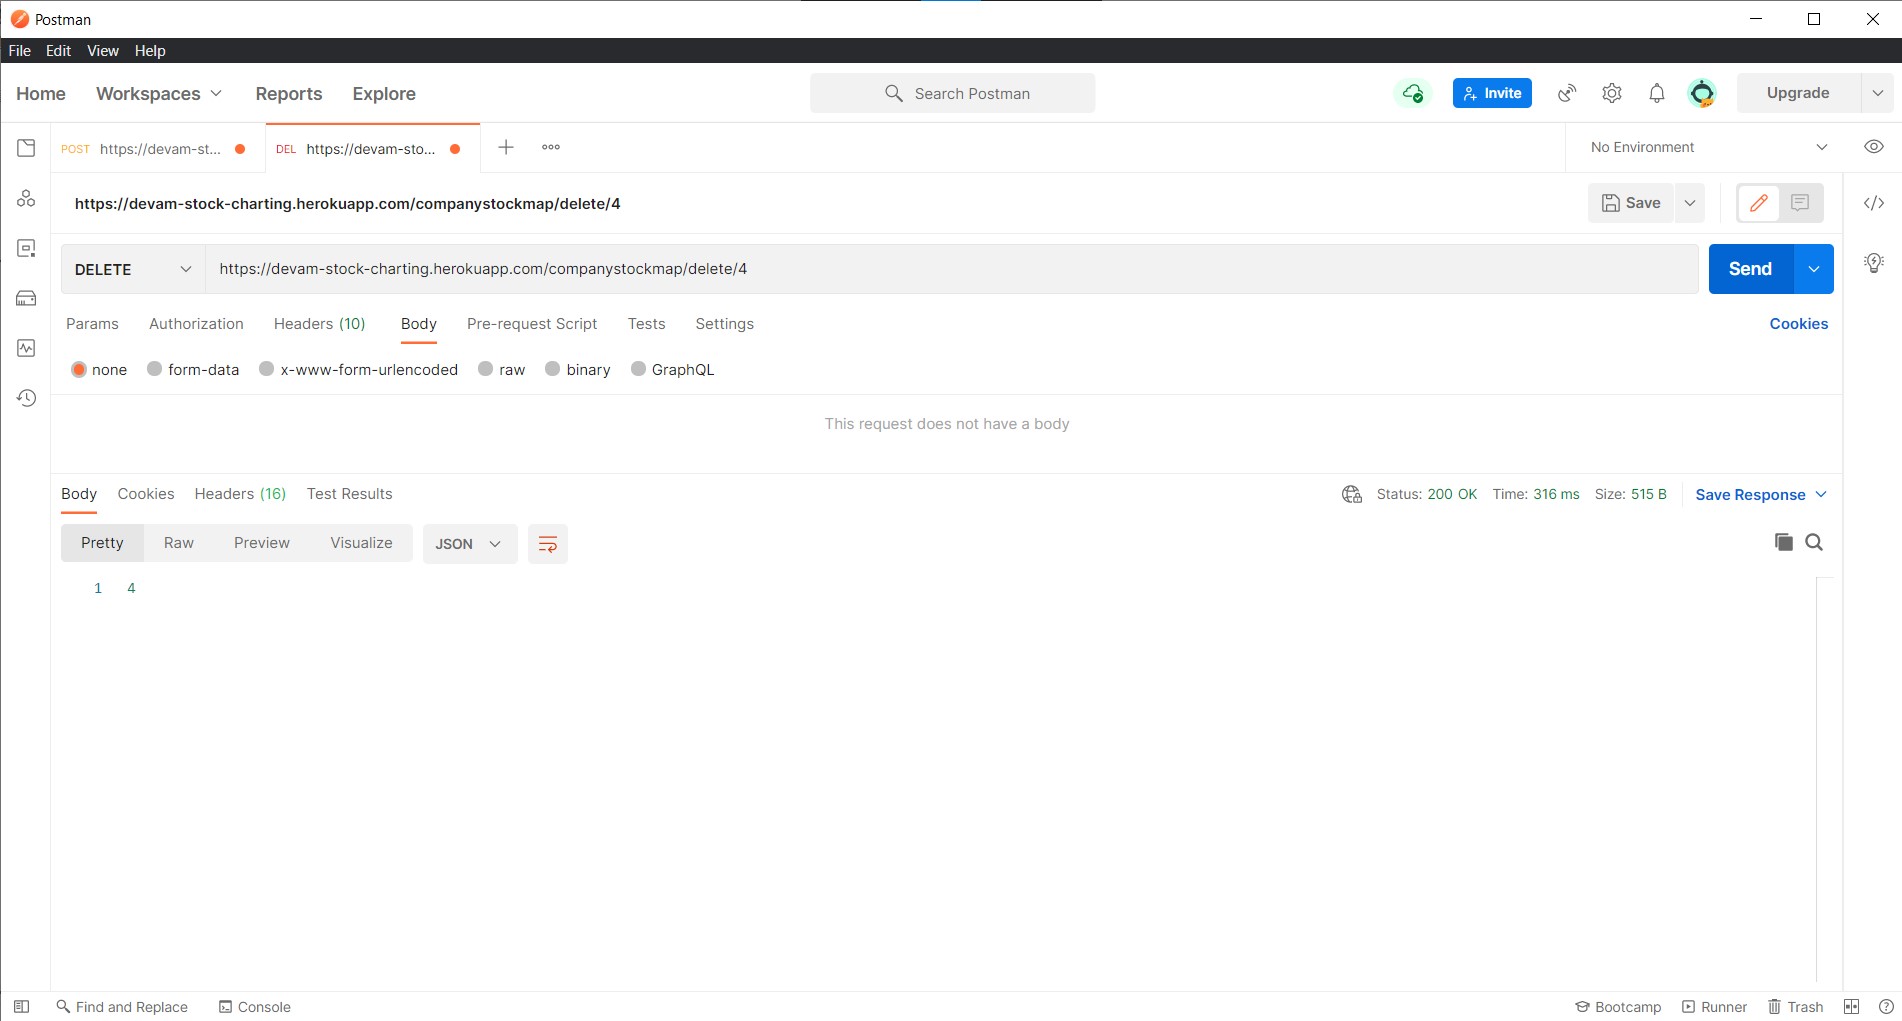 Postman
File Edit View Help
Home Workspaces Reports Explore Search Postman Invite Upgrade
POST https://devam-st... DEL https://devam-sto... No Environment
https://devam-stock-charting.herokuapp.com/companystockmap/delete/4 Save
DELETE https://devam-stock-charting.herokuapp.com/companystockmap/delete/4 Send
Params Authorization Headers (10) Body Pre-request Script Tests Settings Cookies
none form-data x-www-form-urlencoded raw binary GraphQL
This request does not have a body
Body Cookies Headers (16) Test Results Status: 200 OK Time: 316 ms Size: 515 B Save Response
Pretty Raw Preview Visualize JSON
1 4
Find and Replace Console Bootcamp Runner Trash